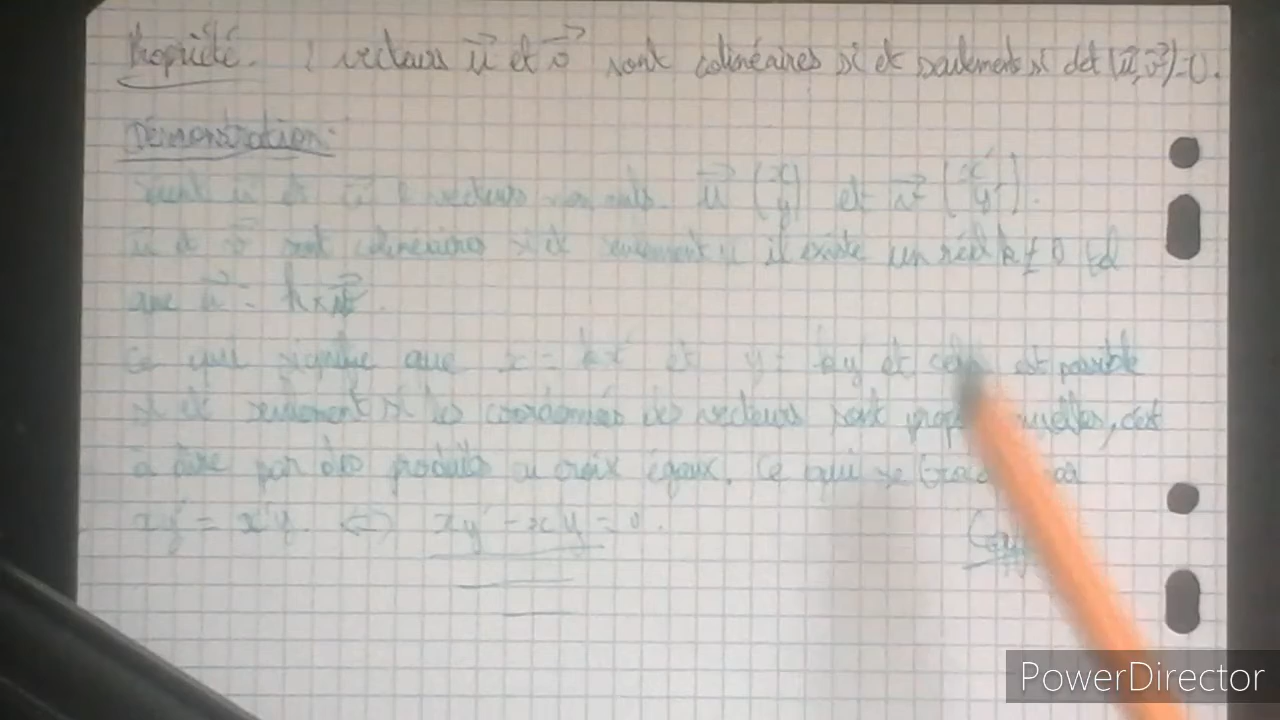 Propriété. 2 vecteurs u⃗ et v⃗ sont colinéaires si et seulement si det (u⃗, v⃗) = 0.
Démonstration:
Soient u⃗ et v⃗ 2 vecteurs non nuls. u⃗ (x y) et v⃗ (x' y').
u⃗ et v⃗ sont colinéaires si et seulement si il existe un réel k ≠ 0 tel
que u⃗ = k × v⃗.
Ce qui signifie que x = kx' et y = ky' et cela est possible
si et seulement si les coordonnées des vecteurs sont, c'est
à dire par des produits en croix égaux. Ce qui se
xy' = x'y. ⟺ xy' - x'y = 0.
PowerDirector